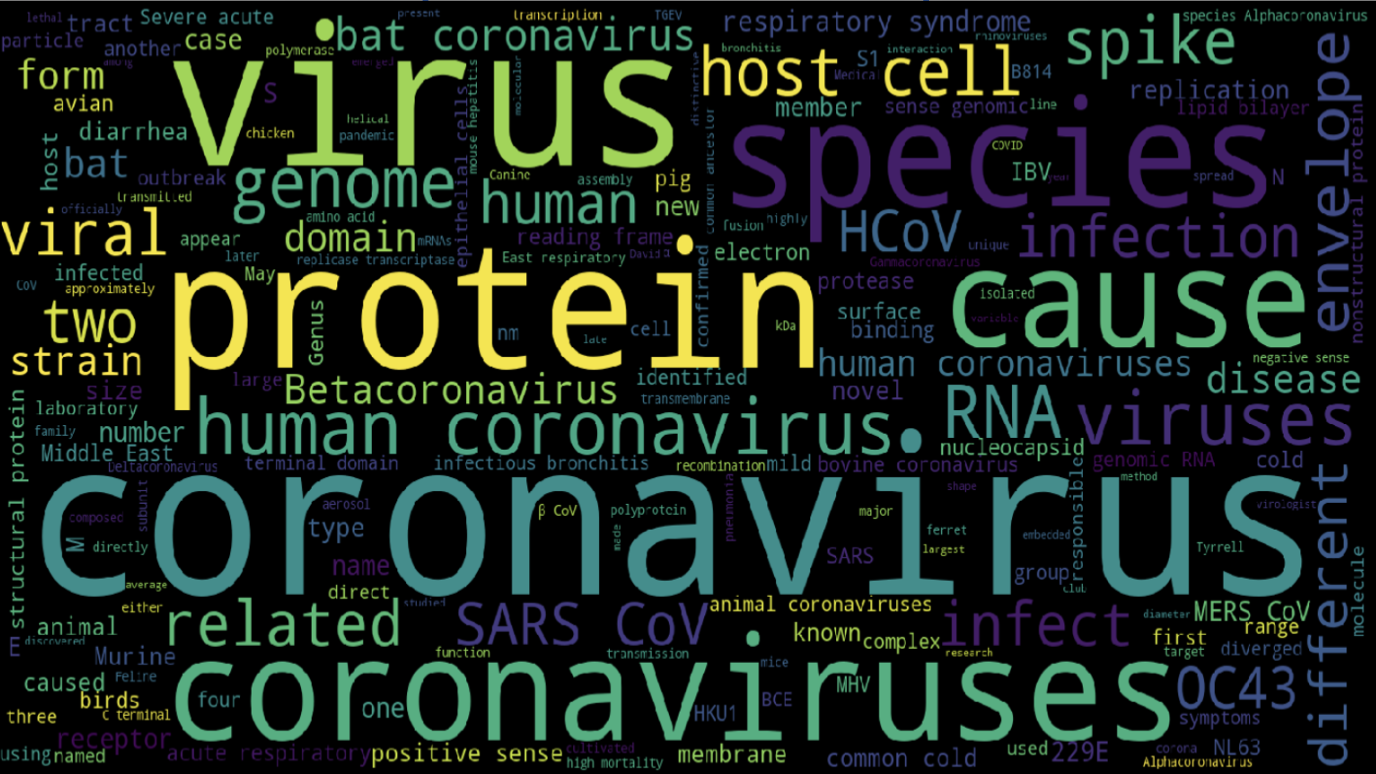 lethal
tract
Severe acute
present
transcription
TGEV
respiratory syndrome
species Alphacoronavirus
particle
another
case
polymerase
bat coronavirus
bronchitis
interaction
rhinoviruses
spike
among
emerged
form
virus
host cell
S1
Medical
B814
avian
S
molecular
mouse hepatitis
distinctive
member
sense genomic
line
replication
lipid bilayer
envelope
diarrhea
chicken
helical
pandemic
epithelial cells
common ancestor
species
COVID
nonstructural protein
host
bat
outbreak
genome
Canine
assembly
pig
IBV
year
spread
N
transmitted
human
new
officially
amino acid
fusion
highly
HCoV
infection
viral
appear
domain
mRNAs
reading frame
electron
unique
later
replicase transcriptase
East respiratory
David
Gammacoronavirus
infected
May
protein
confirmed
protease
cause
isolated
CoV
approximately
two
Genus
nm
late
cell
kDa
surface
binding
variable
strain
human coronaviruses
negative sense
size
large
Betacoronavirus
identified
transmembrane
novel
disease
laboratory
family
number
human coronavirus.
RNA
viruses
Middle East
nucleocapsid
structural protein
Deltacoronavirus
terminal domain
infectious bronchitis
recombination
mild
bovine coronavirus
genomic RNA
cold
coronavirus
different
method
composed
subunit
aerosol
β CoV
polyprotein
pneumonia
major
shape
responsible
virologist
M
directly
type
made
SARS
ferret
largest
embedded
Tyrrell
molecule
average
name
direct
group
club
either
studied
related
SARS CoV
animal coronaviruses
infect
diameter
MERS CoV
range
animal
known
complex
first
E
discovered
Murine
function
transmission
research
target
diverged
caused
mice
coronaviruses
MHV
OC43
birds
four
one
HKU1
BCE
three
C terminal
symptoms
receptor
using
named
acute respiratory
positive sense
cultivated
high mortality
membrane
common cold
used
229E
corona
NL63
Alphacoronavirus